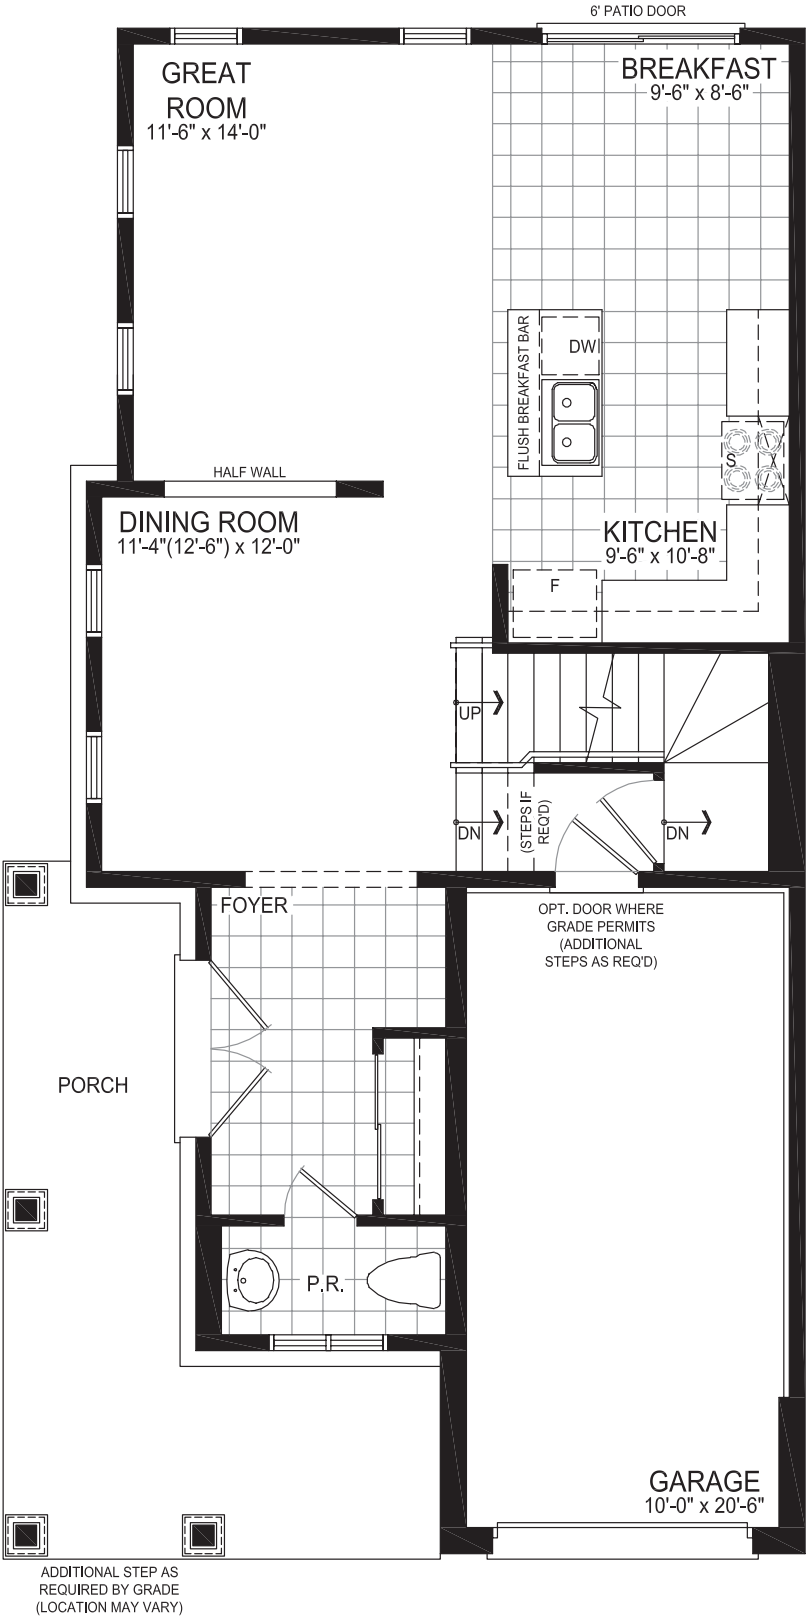 6' PATIO DOOR
GREAT
ROOM
11'-6" x 14'-0"
BREAKFAST
9'-6" x 8'-6"
FLUSH BREAKFAST BAR
DW
S
HALF WALL
DINING ROOM
11'-4"(12'-6") x 12'-0"
KITCHEN
9'-6" x 10'-8"
F
UP
DN
(STEPS IF
REQ'D)
DN
FOYER
OPT. DOOR WHERE
GRADE PERMITS
(ADDITIONAL
STEPS AS REQ'D)
PORCH
P.R.
GARAGE
10'-0" x 20'-6"
ADDITIONAL STEP AS
REQUIRED BY GRADE
(LOCATION MAY VARY)